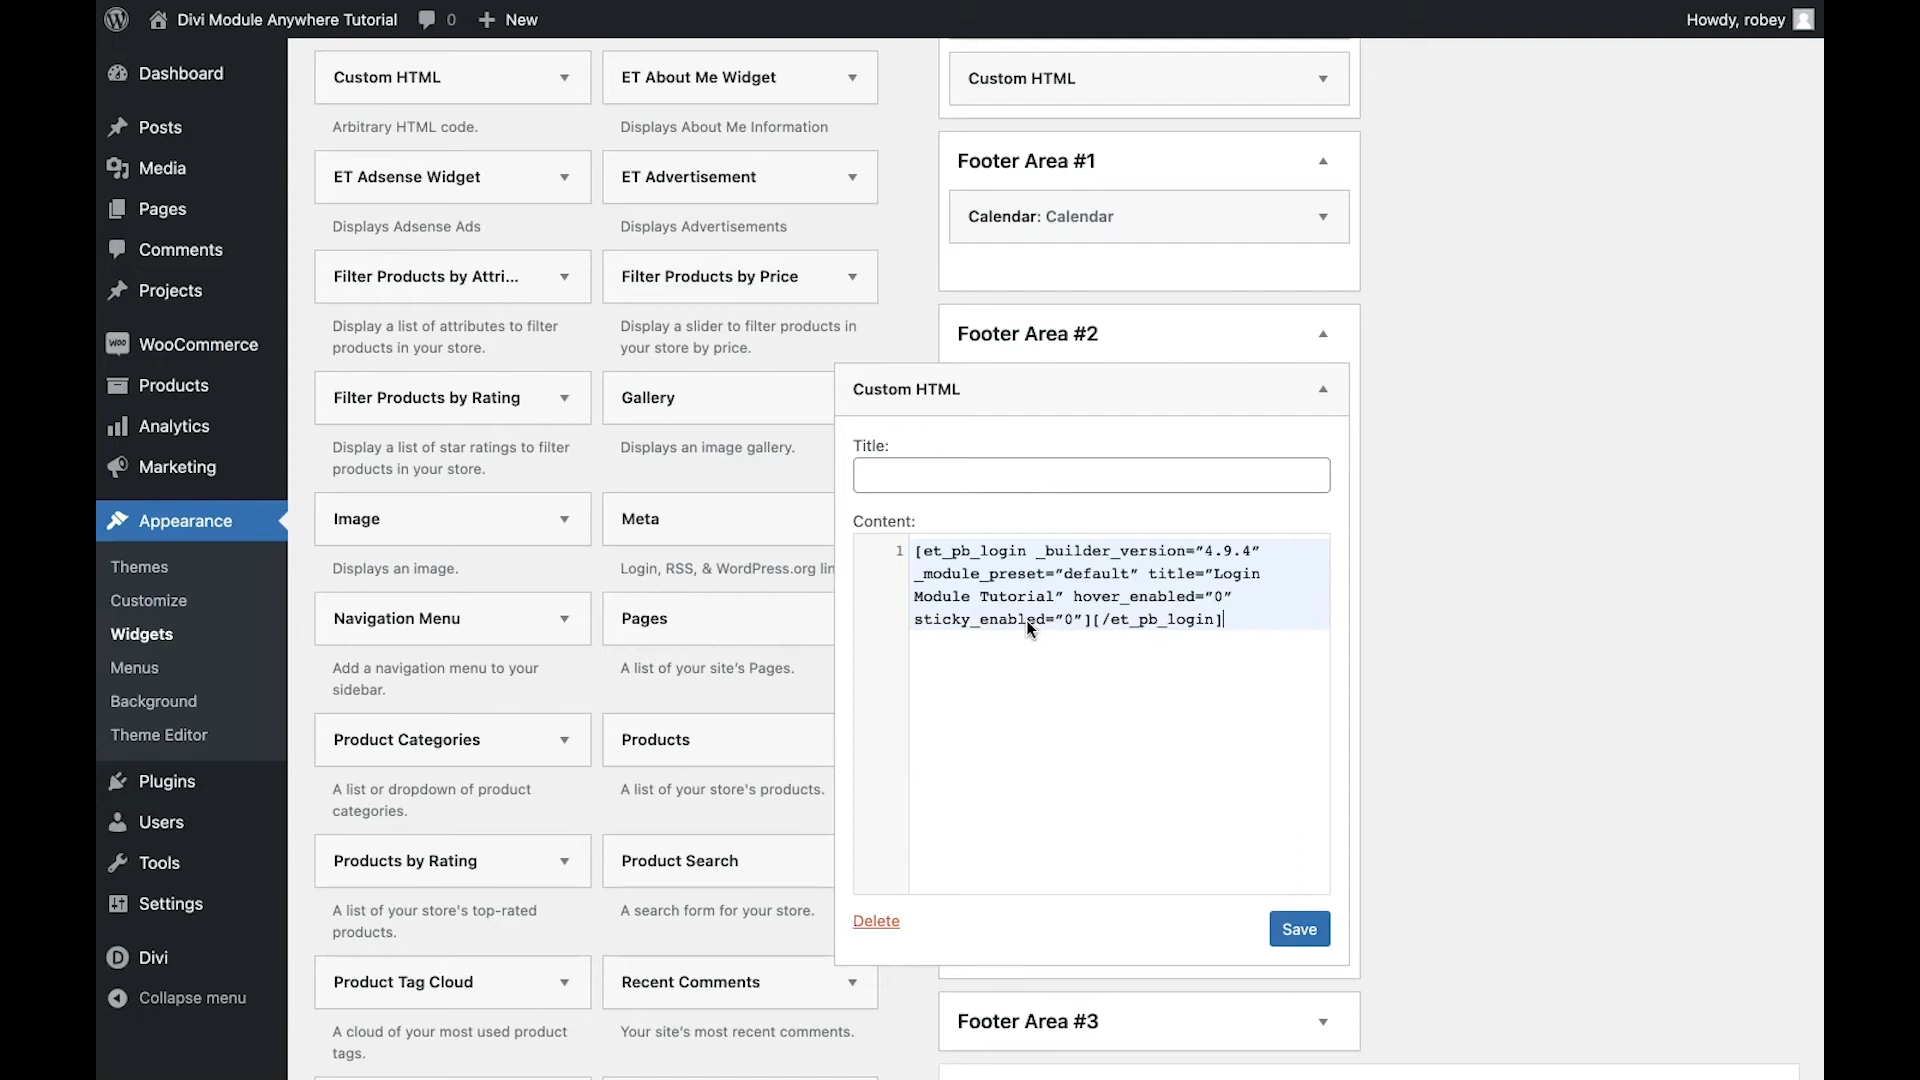 Divi Module Anywhere Tutorial 0 New Howdy, robey
Dashboard
Posts
Media
Pages
Comments
Projects
WOO WooCommerce
Products
Analytics
Marketing
Appearance
Themes
Customize
Widgets
Menus
Background
Theme Editor
Plugins
Users
Tools
Settings
D Divi
Collapse menu
Custom HTML
Arbitrary HTML code.
ET About Me Widget
Displays About Me Information
ET Adsense Widget
Displays Adsense Ads
ET Advertisement
Displays Advertisements
Filter Products by Attri...
Display a list of attributes to filter
products in your store.
Filter Products by Price
Display a slider to filter products in
your store by price.
Filter Products by Rating
Display a list of star ratings to filter
products in your store.
Gallery
Displays an image gallery.
Image
Displays an image.
Meta
Login, RSS, & WordPress.org lin
Navigation Menu
Add a navigation menu to your
sidebar.
Pages
A list of your site's Pages.
Product Categories
A list or dropdown of product
categories.
Products
A list of your store's products.
Products by Rating
A list of your store's top-rated
products.
Product Search
A search form for your store.
Product Tag Cloud
A cloud of your most used product
tags.
Recent Comments
Your site's most recent comments.
Custom HTML
Footer Area #1
Calendar: Calendar
Footer Area #2
Custom HTML
Title:
Content:
1 [et_pb_login _builder_version=”4.9.4”
_module_preset=”default” title=”Login
Module Tutorial” hover_enabled=”0”
sticky_enabled=”0”][/et_pb_login]
Delete
Save
Footer Area #3